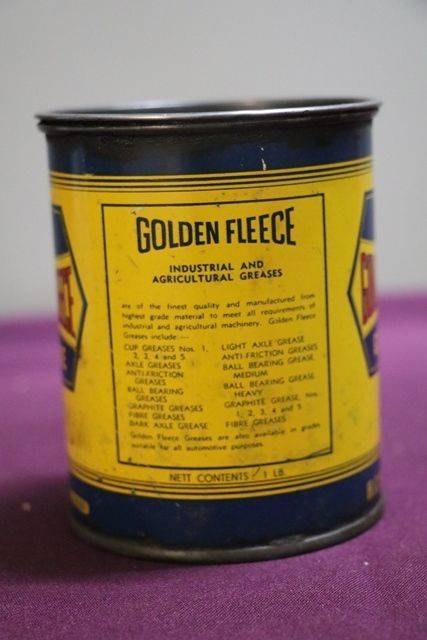 GOLDEN FLEECE
INDUSTRIAL AND
AGRICULTURAL GREASES
are of the finest quality and manufactured from
highest grade material to meet all requirements of
industrial and agricultural machinery. Golden Fleece
Greases include:—
CUP GREASES Nos. 1,
2, 3, 4 and 5
AXLE GREASES
ANTI-FRICTION
GREASES
BALL BEARING
GREASES
GRAPHITE GREASES
FIBRE GREASES
DARK AXLE GREASE
LIGHT AXLE GREASE
ANTI-FRICTION GREASES
BALL BEARING GREASE,
MEDIUM
BALL BEARING GREASE,
HEAVY
GRAPHITE GREASE, Nos.
1, 2, 3, 4 and 5
FIBRE GREASES
Golden Fleece Greases are also available in grades
suitable for all automotive purposes.
NETT CONTENTS 1 LB.